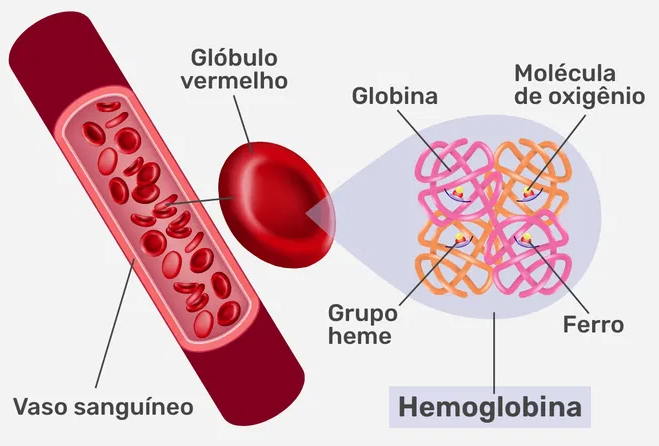 Glóbulo
vermelho
Globina
Molécula
de oxigênio
Grupo
heme
Ferro
Vaso sanguíneo
Hemoglobina